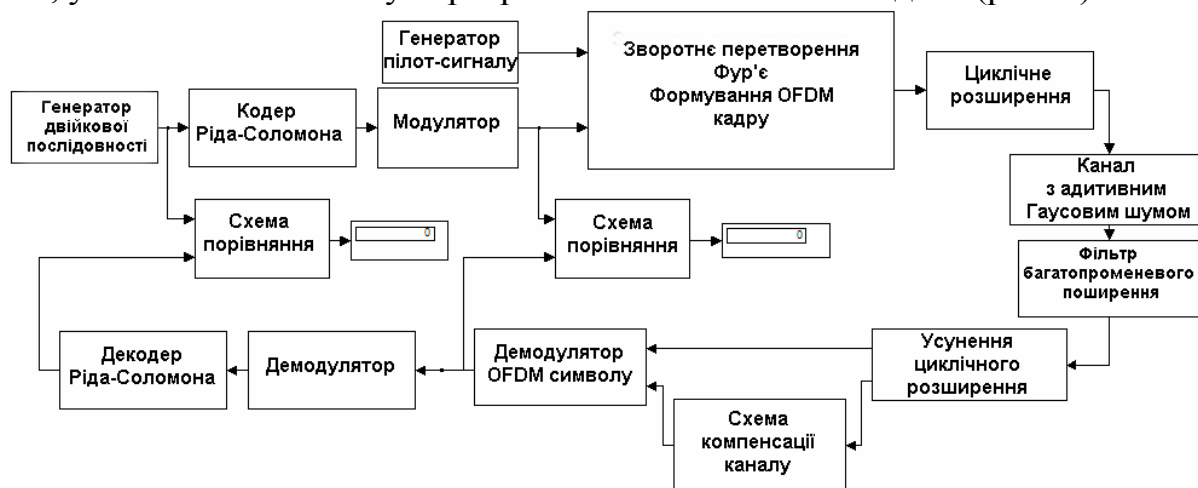 Генератор
пілот-сигналу
Зворотнє перетворення
Фур'є
Формування OFDM
кадру
Циклічне
розширення
Генератор
двійкової
послідовності
Кодер
Ріда-Соломона
Модулятор
Канал
з адитивним
Гаусовим шумом
Схема
порівняння
0
Схема
порівняння
0
Фільтр
багатопроменевого
поширення
Декодер
Ріда-Соломона
Демодулятор
Демодулятор
OFDM символу
Усунення
циклічного
розширення
Схема
компенсації
каналу